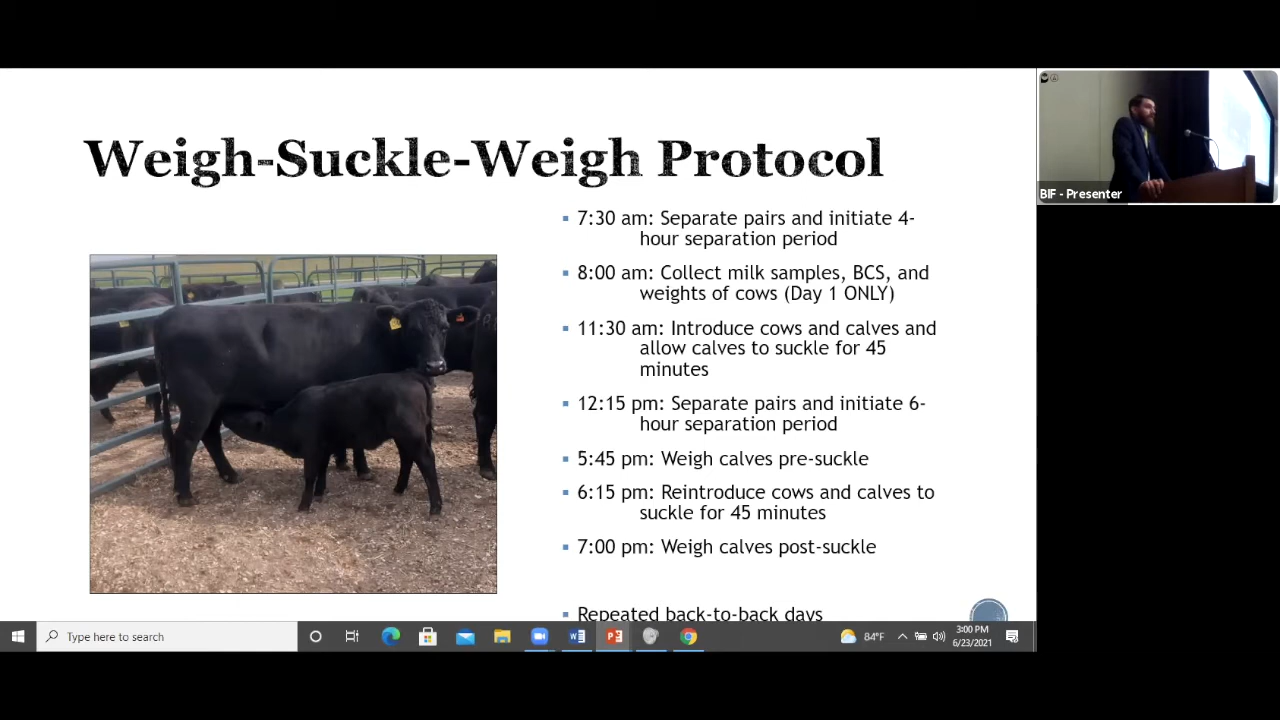 Weigh-Suckle-Weigh Protocol
7:30 am: Separate pairs and initiate 4-
hour separation period
8:00 am: Collect milk samples, BCS, and
weights of cows (Day 1 ONLY)
11:30 am: Introduce cows and calves and
allow calves to suckle for 45
minutes
12:15 pm: Separate pairs and initiate 6-
hour separation period
5:45 pm: Weigh calves pre-suckle
6:15 pm: Reintroduce cows and calves to
suckle for 45 minutes
7:00 pm: Weigh calves post-suckle
Repeated back-to-back days
BIF - Presenter
Type here to search
84°F
3:00 PM
6/23/2021